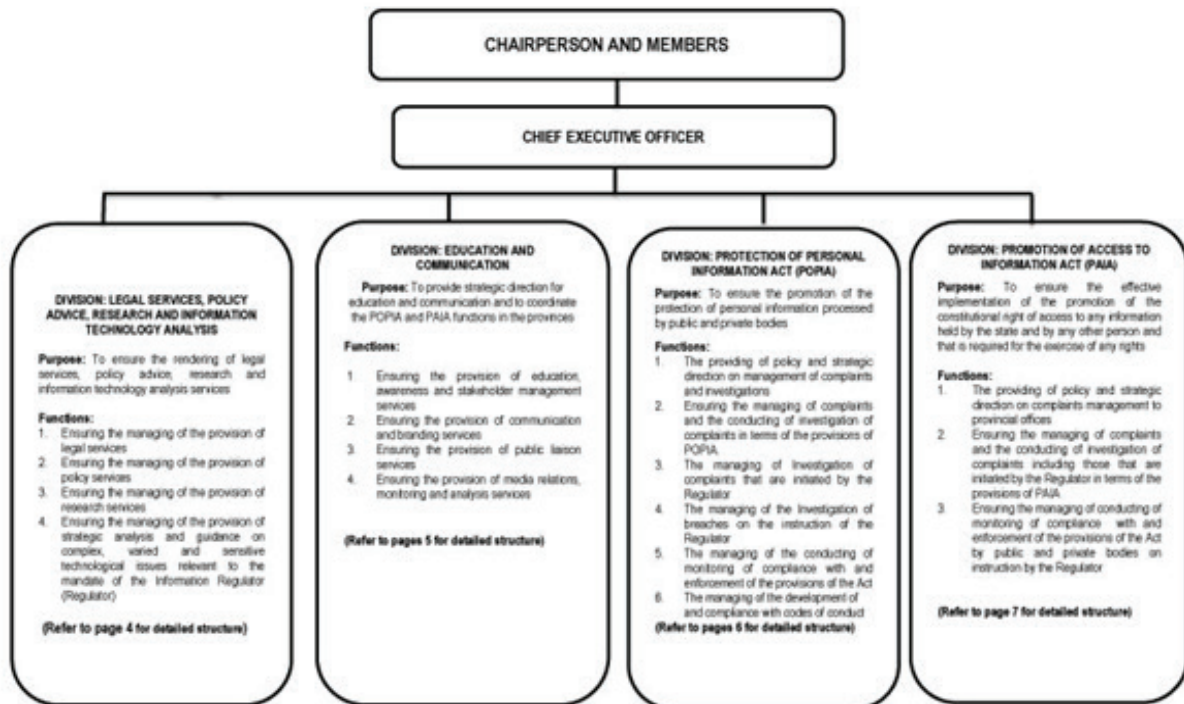 CHAIRPERSON AND MEMBERS
CHIEF EXECUTIVE OFFICER
DIVISION: LEGAL SERVICES, POLICY
ADVICE, RESEARCH AND INFORMATION
TECHNOLOGY ANALYSIS
Purpose: To ensure the rendering of legal
services, policy advice, research and
information technology analysis services
Functions:
1. Ensuring the managing of the provision of
legal services
2. Ensuring the managing of the provision of
policy services
3. Ensuring the managing of the provision of
research services
4. Ensuring the managing of the provision of
strategic analysis and guidance on
complex, varied and sensitive
technological issues relevant to the
mandate of the Information Regulator
(Regulator)
(Refer to page 4 for detailed structure)
DIVISION: EDUCATION AND
COMMUNICATION
Purpose: To provide strategic direction for
education and communication and to coordinate
the POPIA and PAIA functions in the provinces
Functions:
1. Ensuring the provision of education,
awareness and stakeholder management
services
2. Ensuring the provision of communication
and branding services
3. Ensuring the provision of public liaison
services
4. Ensuring the provision of media relations,
monitoring and analysis services
(Refer to pages 5 for detailed structure)
DIVISION: PROTECTION OF PERSONAL
INFORMATION ACT (POPIA)
Purpose: To ensure the promotion of the
protection of personal information processed
by public and private bodies
Functions:
1. The providing of policy and strategic
direction on management of complaints
and investigations
2. Ensuring the managing of complaints
and the conducting of investigation of
complaints in terms of the provisions of
POPIA.
3. The managing of Investigation of
complaints that are initiated by the
Regulator
4. The managing of the Investigation of
breaches on the instruction of the
Regulator
5. The managing of the conducting of
monitoring of compliance with and
enforcement of the provisions of the Act
6. The managing of the development of
and compliance with codes of conduct
(Refer to pages 6 for detailed structure)
DIVISION: PROMOTION OF ACCESS TO
INFORMATION ACT (PAIA)
Purpose: To ensure the effective
implementation of the promotion of the
constitutional right of access to any information
held by the state and by any other person and
that is required for the exercise of any rights
Functions:
1. The providing of policy and strategic
direction on complaints management to
provincial offices
2. Ensuring the managing of complaints
and the conducting of investigation of
complaints including those that are
initiated by the Regulator in terms of the
provisions of PAIA
3. Ensuring the managing of conducting of
monitoring of compliance with and
enforcement of the provisions of the Act
by public and private bodies on
instruction by the Regulator
(Refer to page 7 for detailed structure)